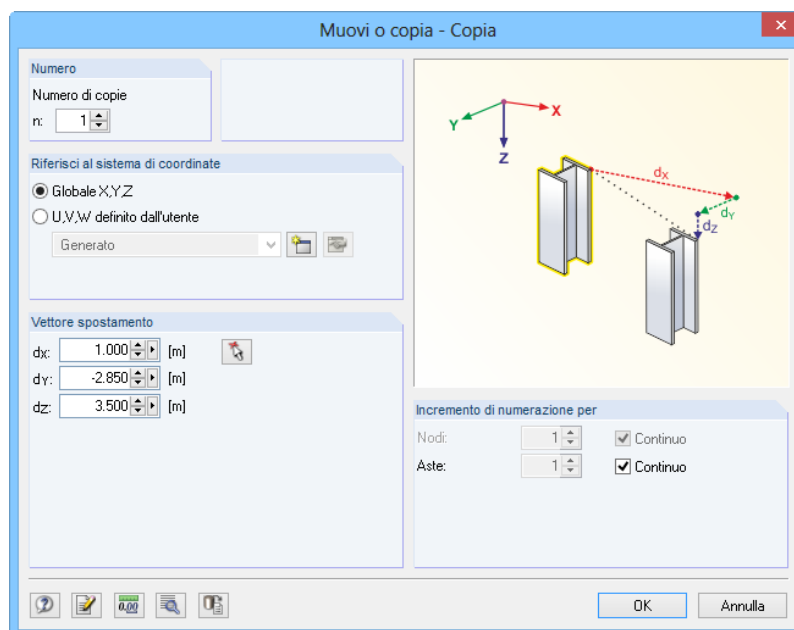 Muovi o copia - Copia
Numero
Numero di copie
n: 1
Riferisci al sistema di coordinate
Globale X,Y,Z
U,V,W definito dall'utente
Generato
Vettore spostamento
dX: 1.000 [m]
dY: -2.850 [m]
dZ: 3.500 [m]
X
Y
Z
dX
dY
dZ
Incremento di numerazione per
Nodi: 1 Continuo
Aste: 1 Continuo
0.00
OK Annulla